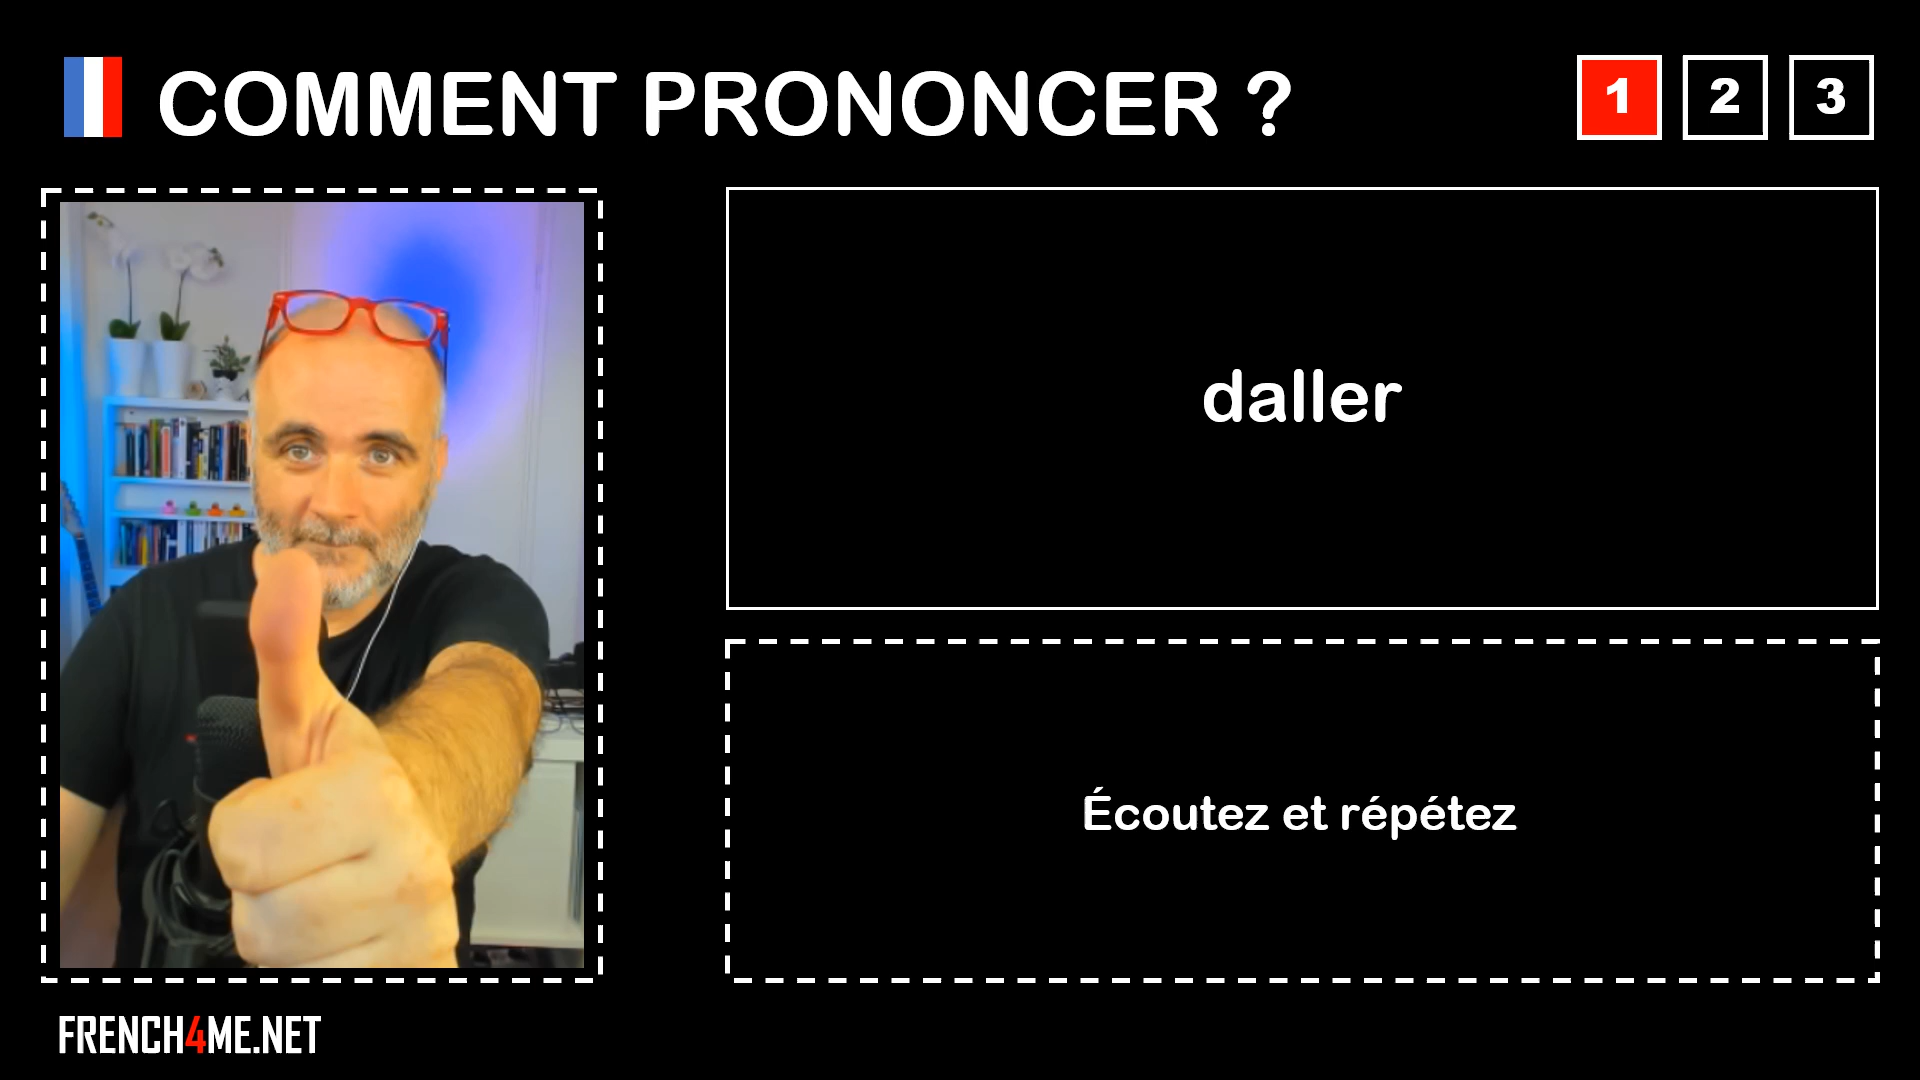 COMMENT PRONONCER ?
1 2 3
daller
Écoutez et répétez
FRENCH4ME.NET